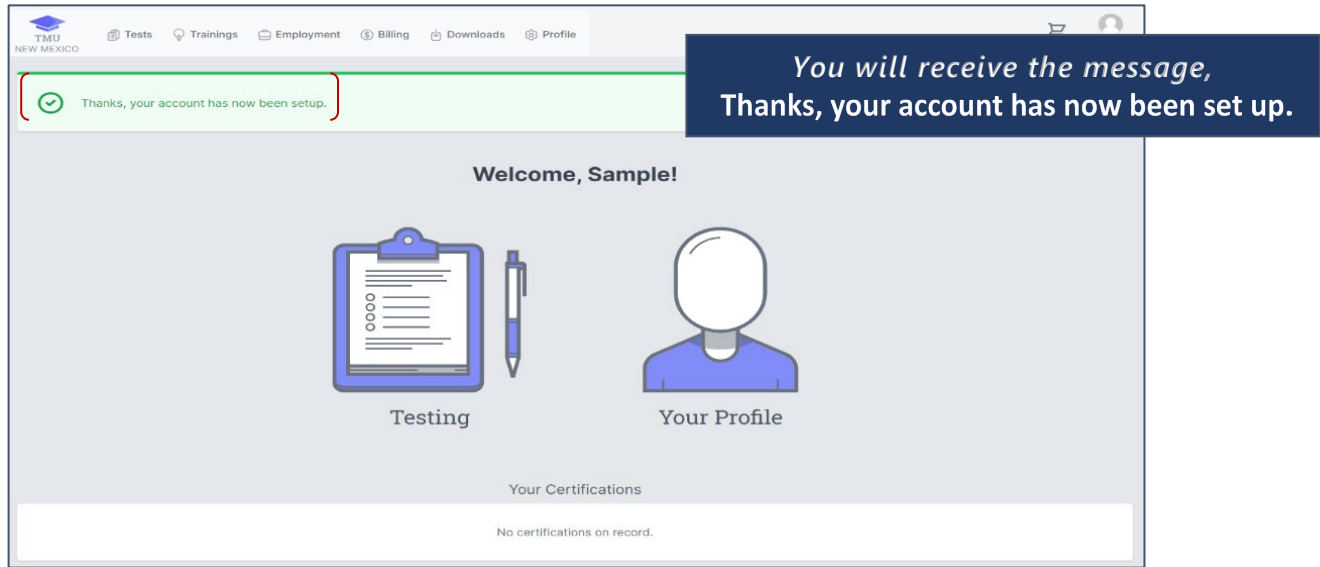 TMU
NEW MEXICO
Tests Trainings Employment Billing Downloads Profile
You will receive the message,
Thanks, your account has now been set up.
Thanks, your account has now been setup.
Welcome, Sample!
Testing
Your Profile
Your Certifications
No certifications on record.